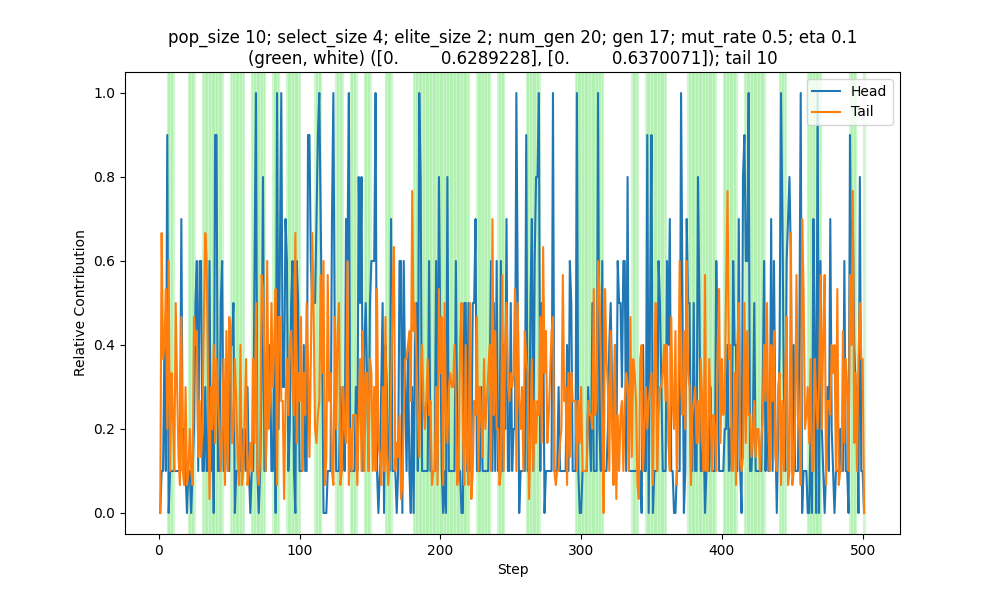 pop_size 10; select_size 4; elite_size 2; num_gen 20; gen 17; mut_rate 0.5; eta 0.1
(green, white) ([0.        0.6289228], [0.        0.6370071]); tail 10
Head
Tail
1.0
0.8
0.6
0.4
0.2
0.0
Relative Contribution
0 100 200 300 400 500
Step